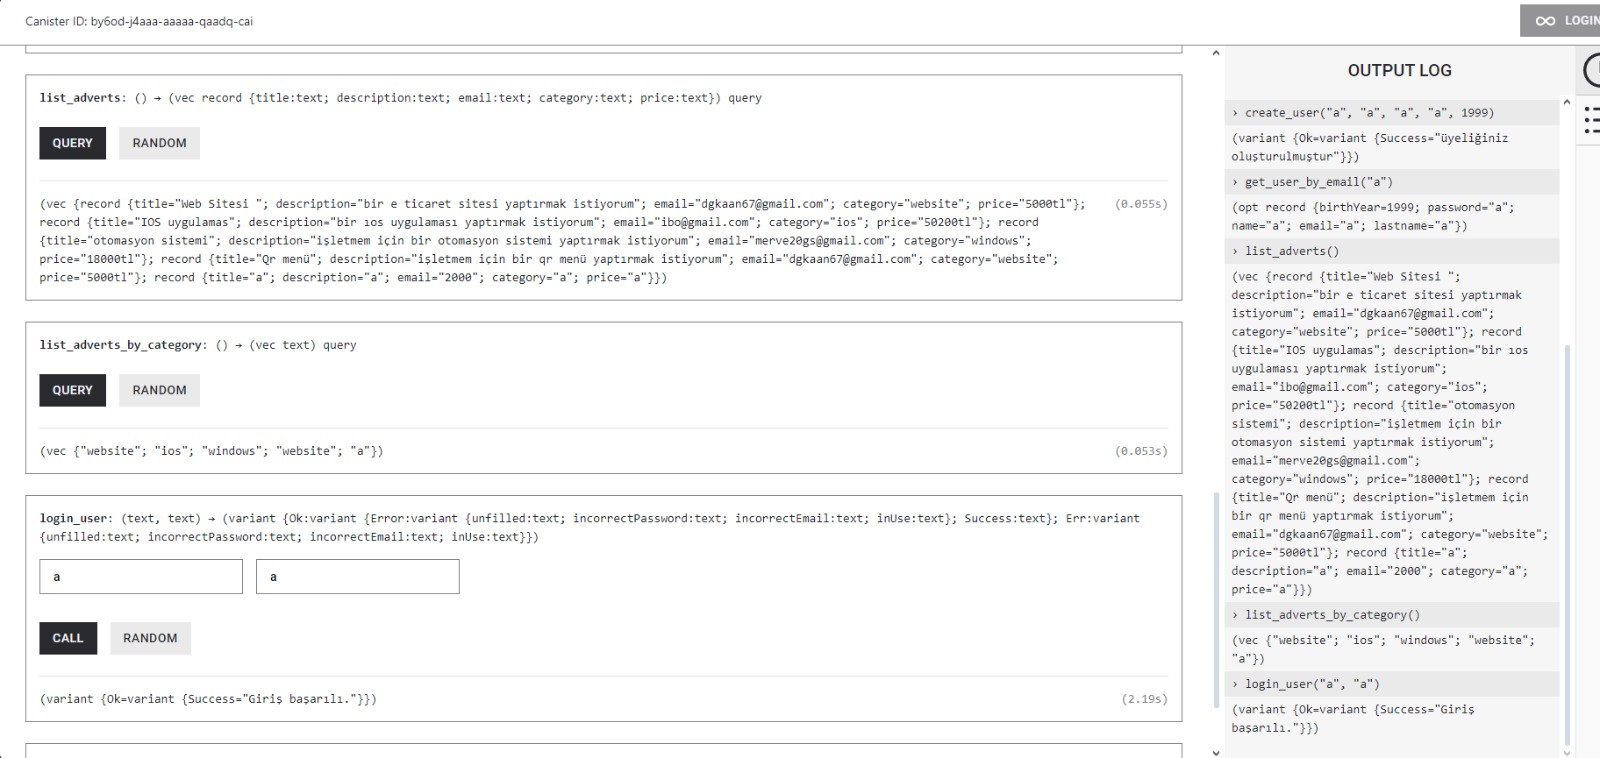 Canister ID: by6od-j4aaa-aaaaa-qaadq-cai
LOGIN
list_adverts: () → (vec record {title:text; description:text; email:text; category:text; price:text}) query
QUERY
RANDOM
(vec {record {title="Web Sitesi "; description="bir e ticaret sitesi yaptırmak istiyorum"; email="dgkaan67@gmail.com"; category="website"; price="5000tl"}; (0.055s)
record {title="IOS uygulamas"; description="bir ıos uygulaması yaptırmak istiyorum"; email="ibo@gmail.com"; category="ios"; price="50200tl"}; record
{title="otomasyon sistemi"; description="işletmem için bir otomasyon sistemi yaptırmak istiyorum"; email="merve20gs@gmail.com"; category="windows";
price="18000tl"}; record {title="Qr menü"; description="işletmem için bir qr menü yaptırmak istiyorum"; email="dgkaan67@gmail.com"; category="website";
price="5000tl"}; record {title="a"; description="a"; email="2000"; category="a"; price="a"}})
list_adverts_by_category: () → (vec text) query
QUERY
RANDOM
(vec {"website"; "ios"; "windows"; "website"; "a"}) (0.053s)
login_user: (text, text) → (variant {Ok:variant {Error:variant {unfilled:text; incorrectPassword:text; incorrectEmail:text; inUse:text}; Success:text}; Err:variant
{unfilled:text; incorrectPassword:text; incorrectEmail:text; inUse:text}})
a
a
CALL
RANDOM
(variant {Ok=variant {Success="Giriş başarılı."}}) (2.19s)
OUTPUT LOG
› create_user("a", "a", "a", "a", 1999)
(variant {Ok=variant {Success="üyeliğiniz
oluşturulmuştur"}})
› get_user_by_email("a")
(opt record {birthYear=1999; password="a";
name="a"; email="a"; lastname="a"})
› list_adverts()
(vec {record {title="Web Sitesi ";
description="bir e ticaret sitesi yaptırmak
istiyorum"; email="dgkaan67@gmail.com";
category="website"; price="5000tl"}; record
{title="IOS uygulamas"; description="bir ıos
uygulaması yaptırmak istiyorum";
email="ibo@gmail.com"; category="ios";
price="50200tl"}; record {title="otomasyon
sistemi"; description="işletmem için bir
otomasyon sistemi yaptırmak istiyorum";
email="merve20gs@gmail.com";
category="windows"; price="18000tl"}; record
{title="Qr menü"; description="işletmem için
bir qr menü yaptırmak istiyorum";
email="dgkaan67@gmail.com"; category="website";
price="5000tl"}; record {title="a";
description="a"; email="2000"; category="a";
price="a"}})
› list_adverts_by_category()
(vec {"website"; "ios"; "windows"; "website";
"a"})
› login_user("a", "a")
(variant {Ok=variant {Success="Giriş
başarılı."}})